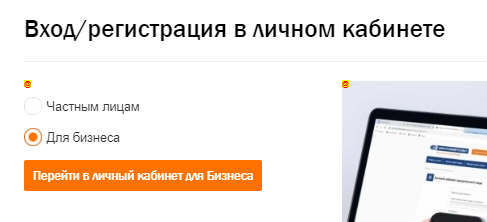 Вход/регистрация в личном кабинете
Частным лицам
Для бизнеса
Перейти в личный кабинет для Бизнеса